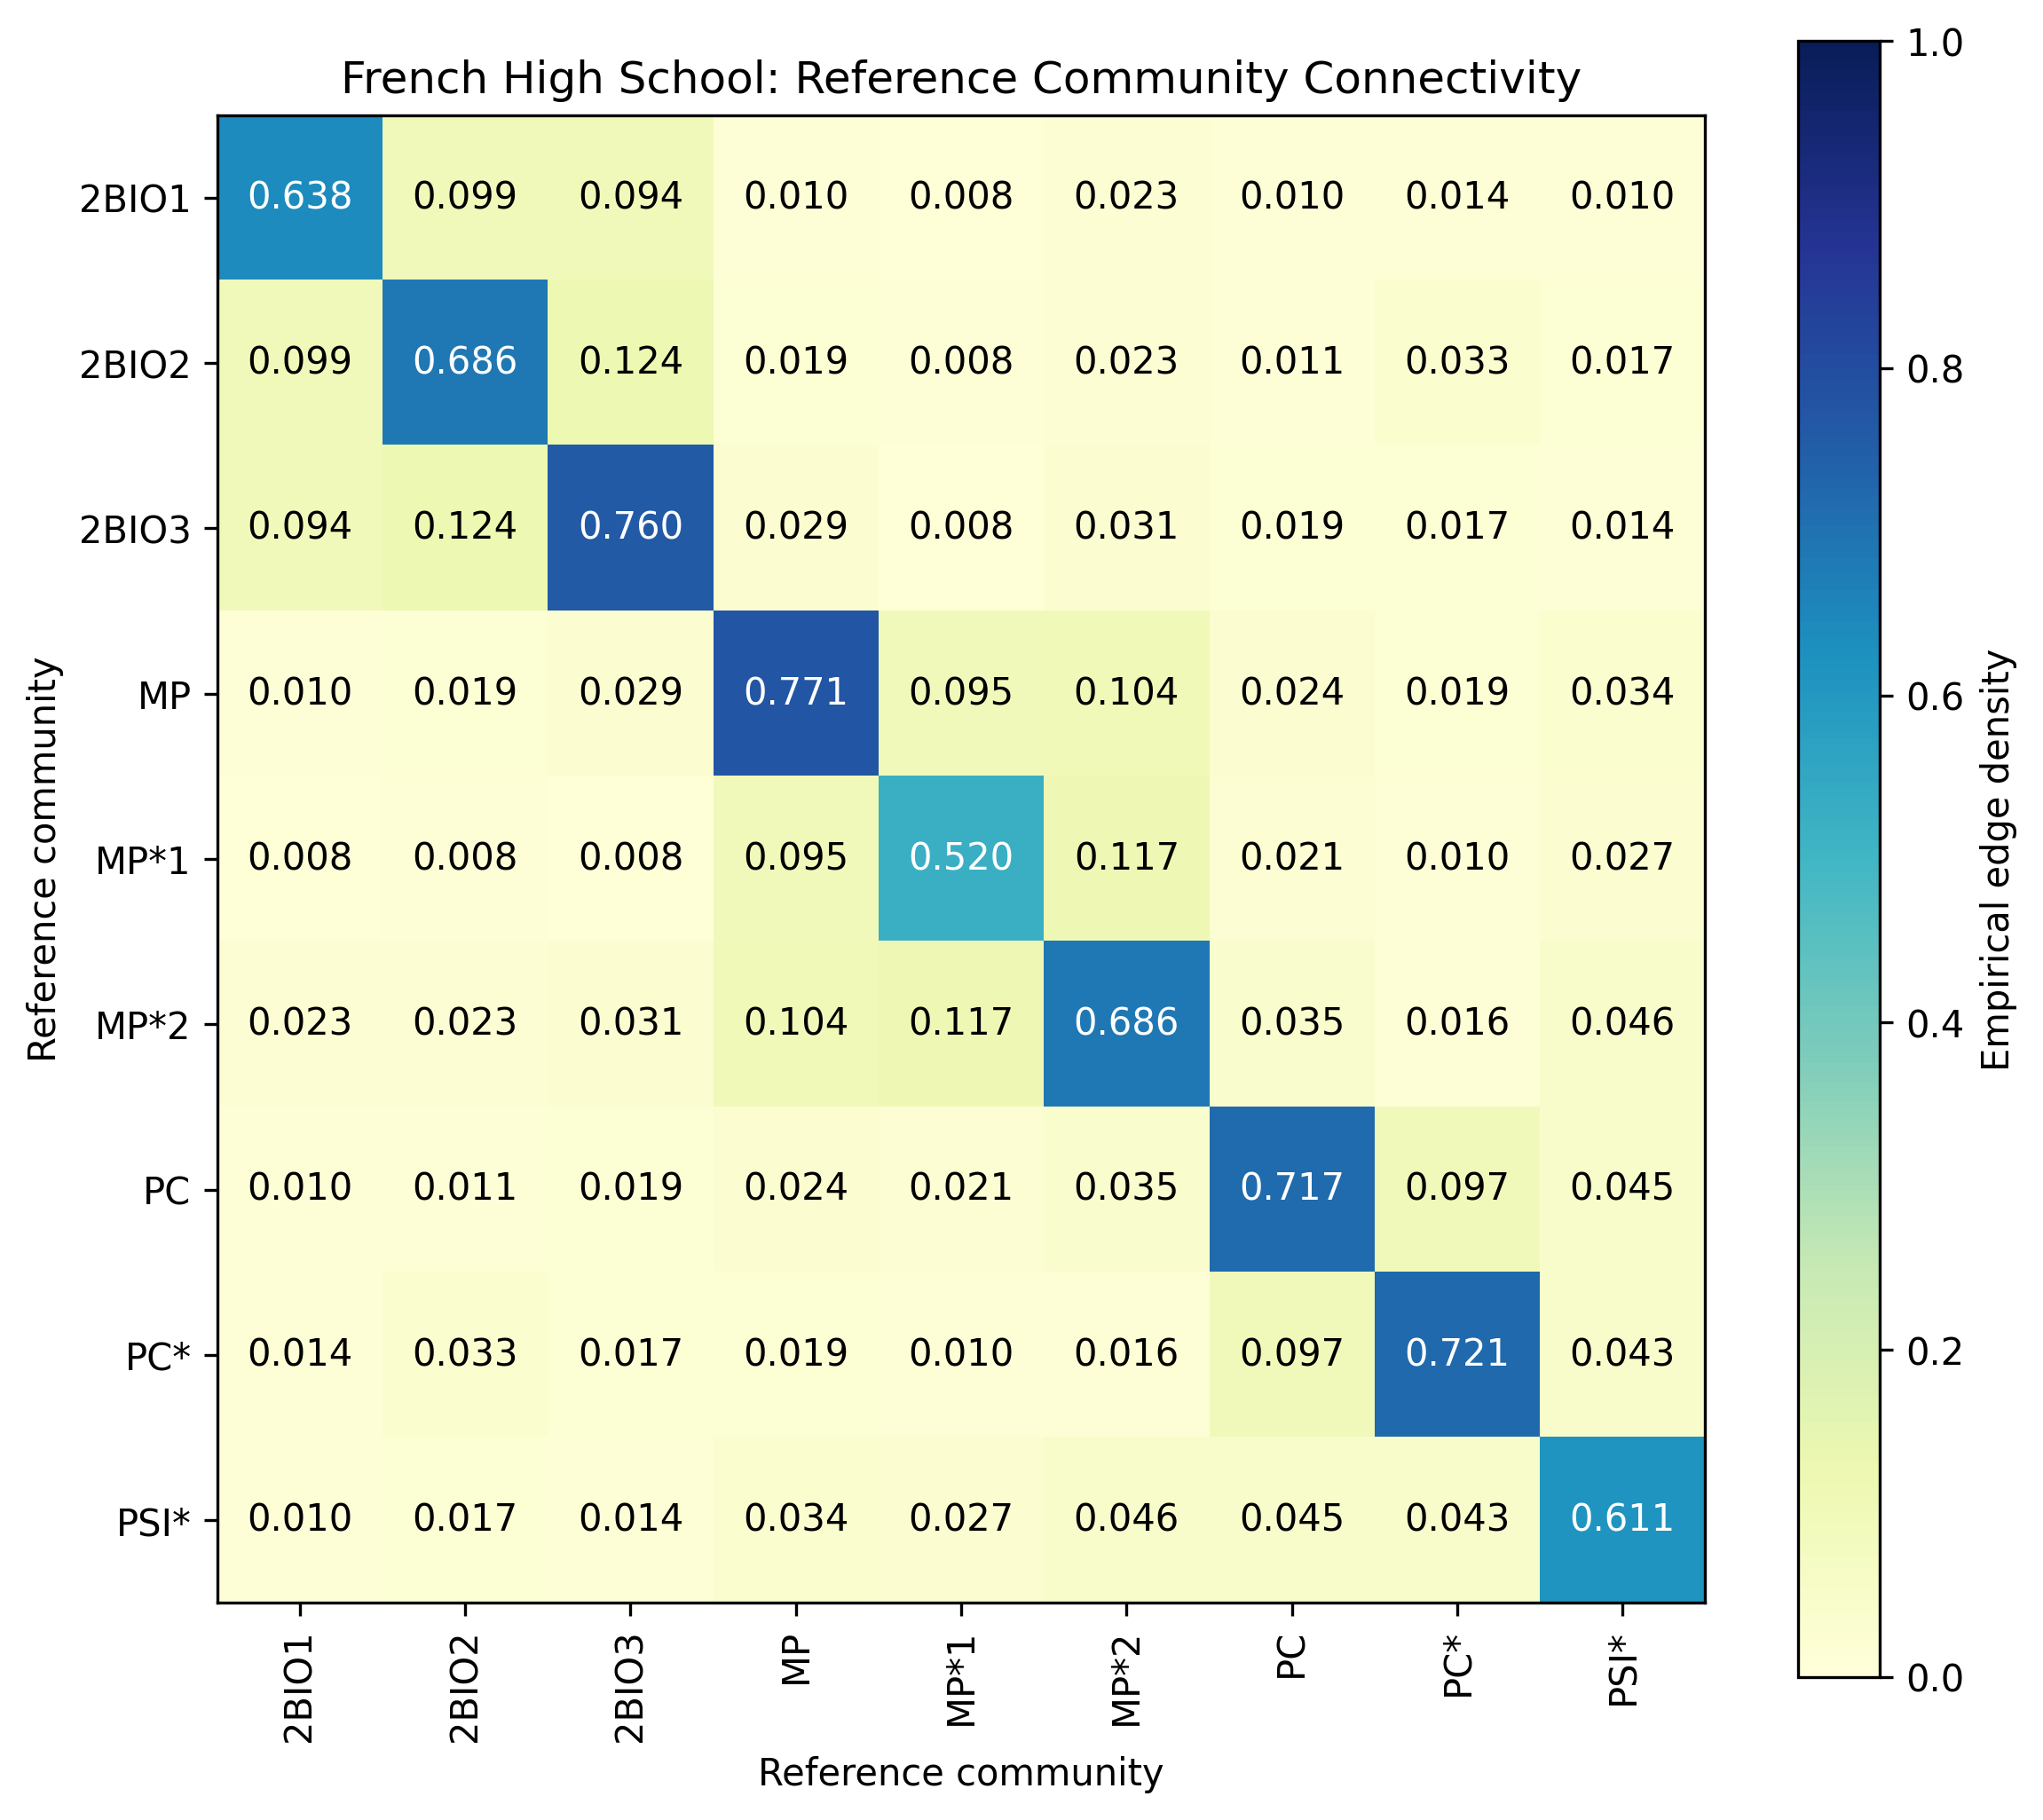 French High School: Reference Community Connectivity
2BIO1 0.638 0.099 0.094 0.010 0.008 0.023 0.010 0.014 0.010
2BIO2 0.099 0.686 0.124 0.019 0.008 0.023 0.011 0.033 0.017
2BIO3 0.094 0.124 0.760 0.029 0.008 0.031 0.019 0.017 0.014
MP 0.010 0.019 0.029 0.771 0.095 0.104 0.024 0.019 0.034
MP*1 0.008 0.008 0.008 0.095 0.520 0.117 0.021 0.010 0.027
MP*2 0.023 0.023 0.031 0.104 0.117 0.686 0.035 0.016 0.046
PC 0.010 0.011 0.019 0.024 0.021 0.035 0.717 0.097 0.045
PC* 0.014 0.033 0.017 0.019 0.010 0.016 0.097 0.721 0.043
PSI* 0.010 0.017 0.014 0.034 0.027 0.046 0.045 0.043 0.611
2BIO1 2BIO2 2BIO3 MP MP*1 MP*2 PC PC* PSI*
Reference community
Reference community
1.0
0.8
0.6
0.4
0.2
0.0
Empirical edge density